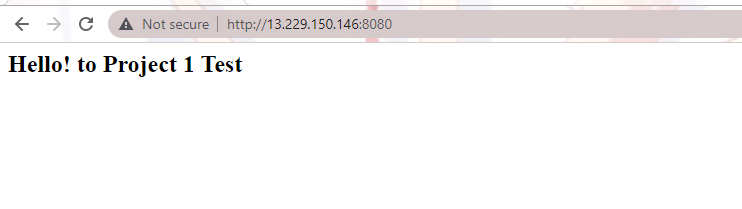 Not secure | http://13.229.150.146:8080
Hello! to Project 1 Test